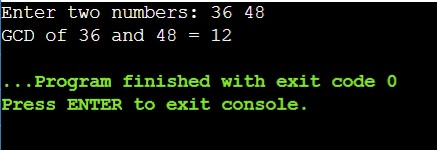 Enter two numbers: 36 48
GCD of 36 and 48 = 12
...Program finished with exit code 0
Press ENTER to exit console.